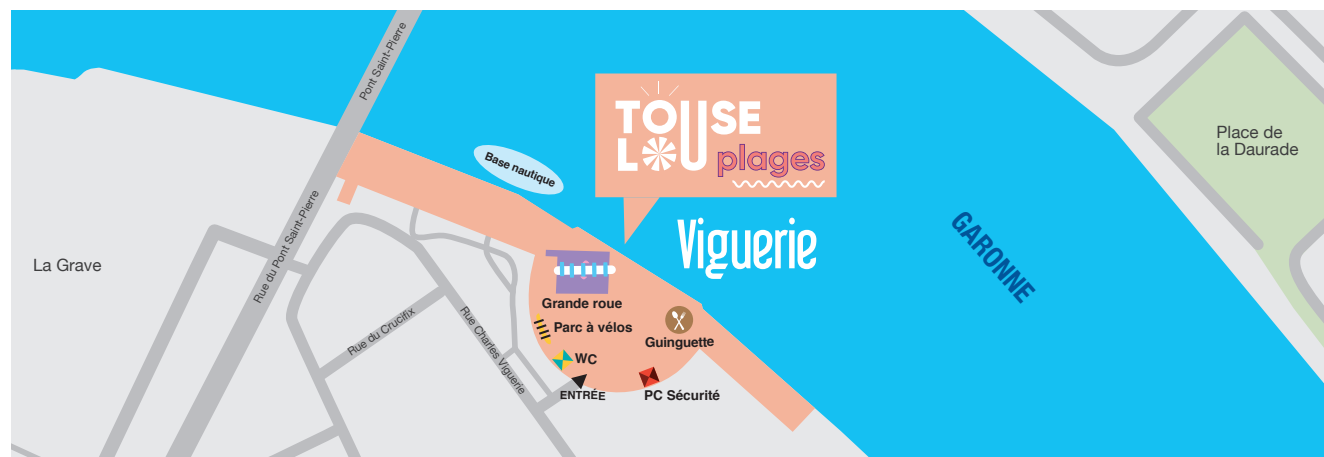 Pont Saint-Pierre
TOUSE
LOU plages
Base nautique
Viguerie
GARONNE
Place de
la Daurade
La Grave
Rue du Pont Saint-Pierre
Grande roue
Parc à vélos
Guinguette
WC
ENTRÉE
PC Sécurité
Rue du Crucifix
Rue Charles Viguerie